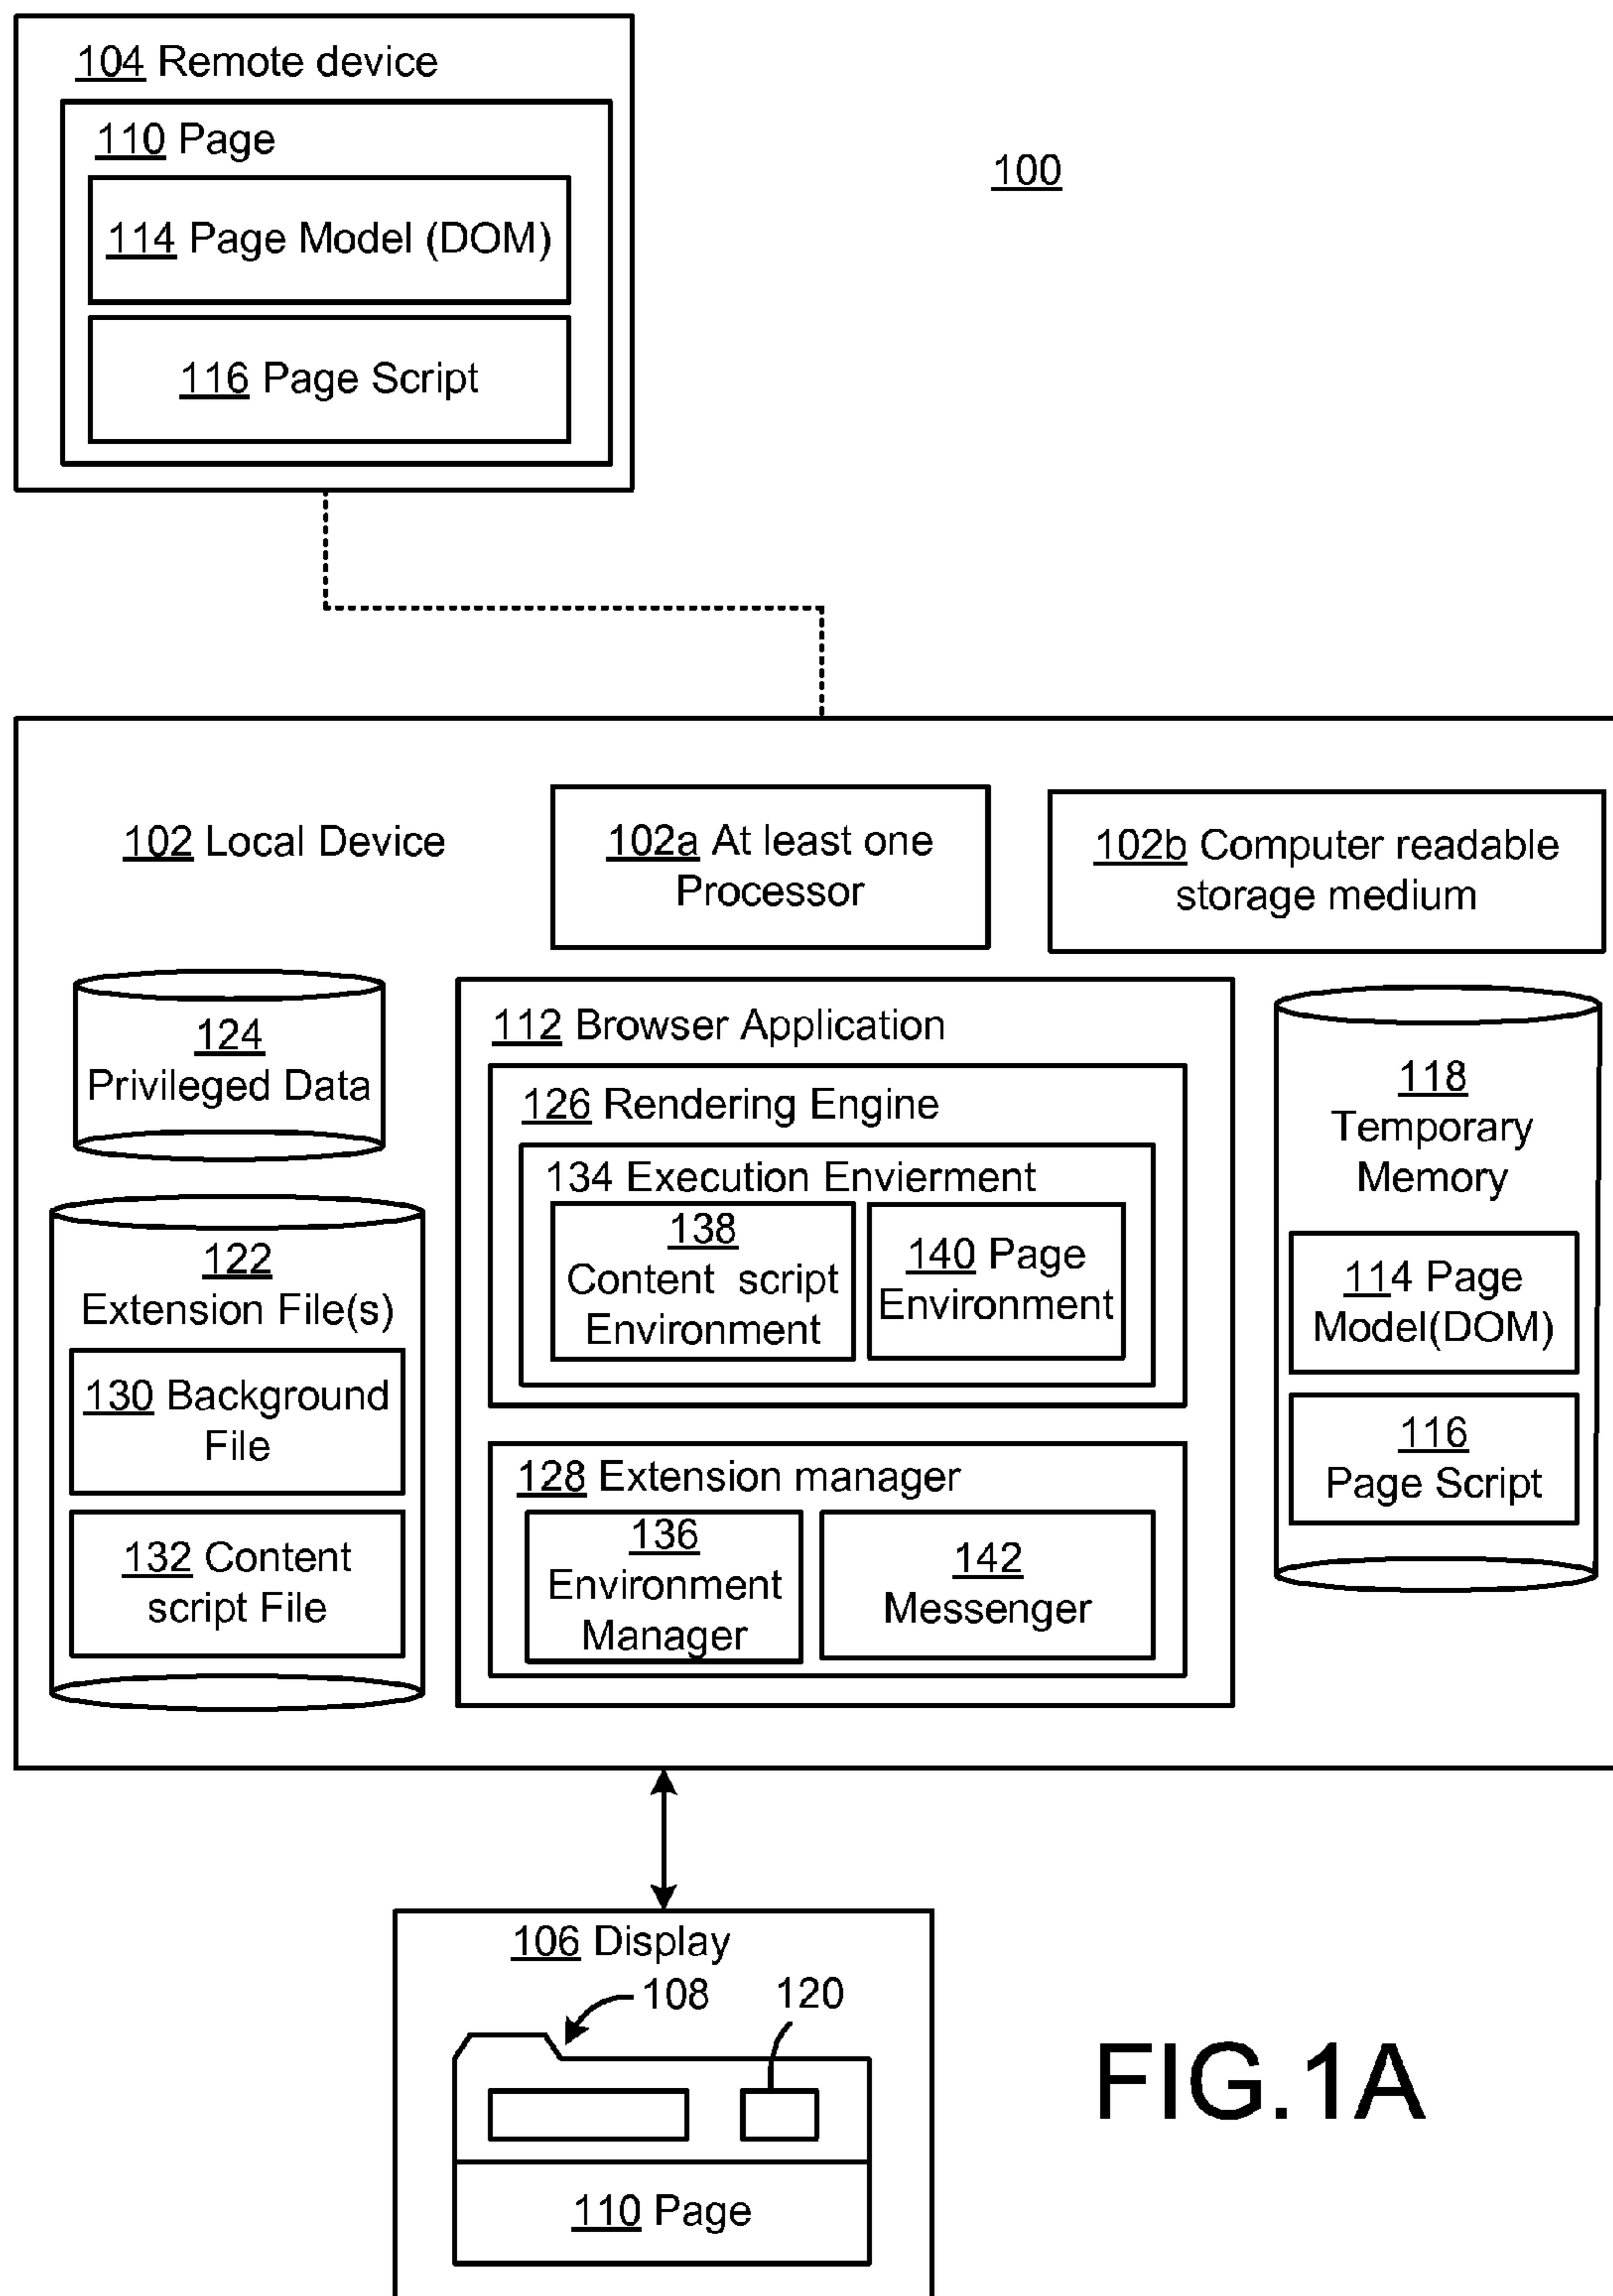 104 Remote device
110 Page
100
114 Page Model (DOM)
116 Page Script
102 Local Device
102a At least one
Processor
102b Computer readable
storage medium
124
Privileged Data
122
Extension File(s)
130 Background
File
132 Content
script File
112 Browser Application
126 Rendering Engine
134 Execution Envierment
138
Content script
Environment
140 Page
Environment
128 Extension manager
136
Environment
Manager
142
Messenger
118
Temporary
Memory
114 Page
Model(DOM)
116
Page Script
106 Display
108
120
110 Page
FIG.1A